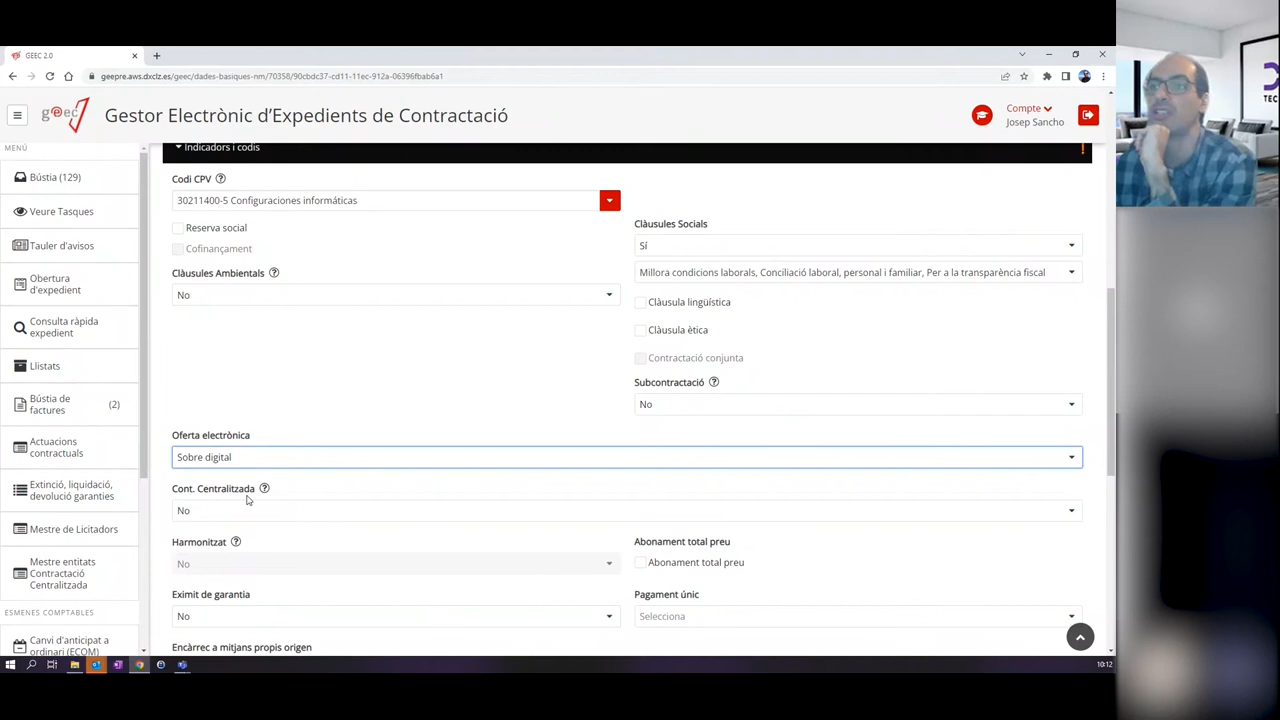 GEEC 2.0
geepre.aws.dxclz.es/geec/dades-basiques-nm/70358/90cbdc37-cd11-11ec-912a-06396fbab6a1
geec
Gestor Electrònic d'Expedients de Contractació
Compte
Josep Sancho
MENÚ
Bústia (129)
Veure Tasques
Tauler d'avisos
Obertura
d'expedient
Consulta ràpida
expedient
Llistats
Bústia de
factures
(2)
Actuacions
contractuals
Extinció, liquidació,
devolució garanties
Mestre de Licitadors
Mestre entitats
Contractació
Centralitzada
ESMENES COMPTABLES
Canvi d'anticipat a
ordinari (ECOM)
Indicadors i codis
!
Codi CPV
30211400-5 Configuraciones informáticas
Reserva social
Cofinançament
Clàusules Ambientals
No
Clàusules Socials
Sí
Millora condicions laborals, Conciliació laboral, personal i familiar, Per a la transparència fiscal
Clàusula lingüística
Clàusula ètica
Contractació conjunta
Subcontractació
No
Oferta electrònica
Sobre digital
Cont. Centralitzada
No
Harmonitzat
No
Abonament total preu
Abonament total preu
Eximit de garantia
No
Pagament únic
Selecciona
Encàrrec a mitjans propis origen
10:12
TEC